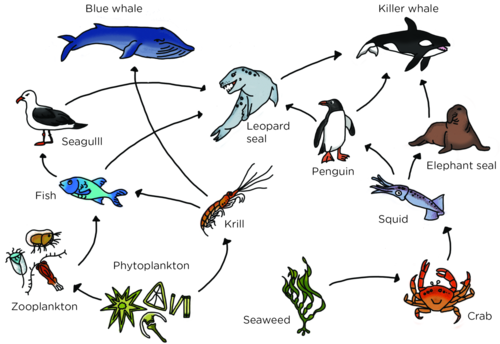 Blue whale
Killer whale
Seagulll
Leopard
seal
Penguin
Elephant seal
Fish
Krill
Squid
Phytoplankton
Zooplankton
Seaweed
Crab